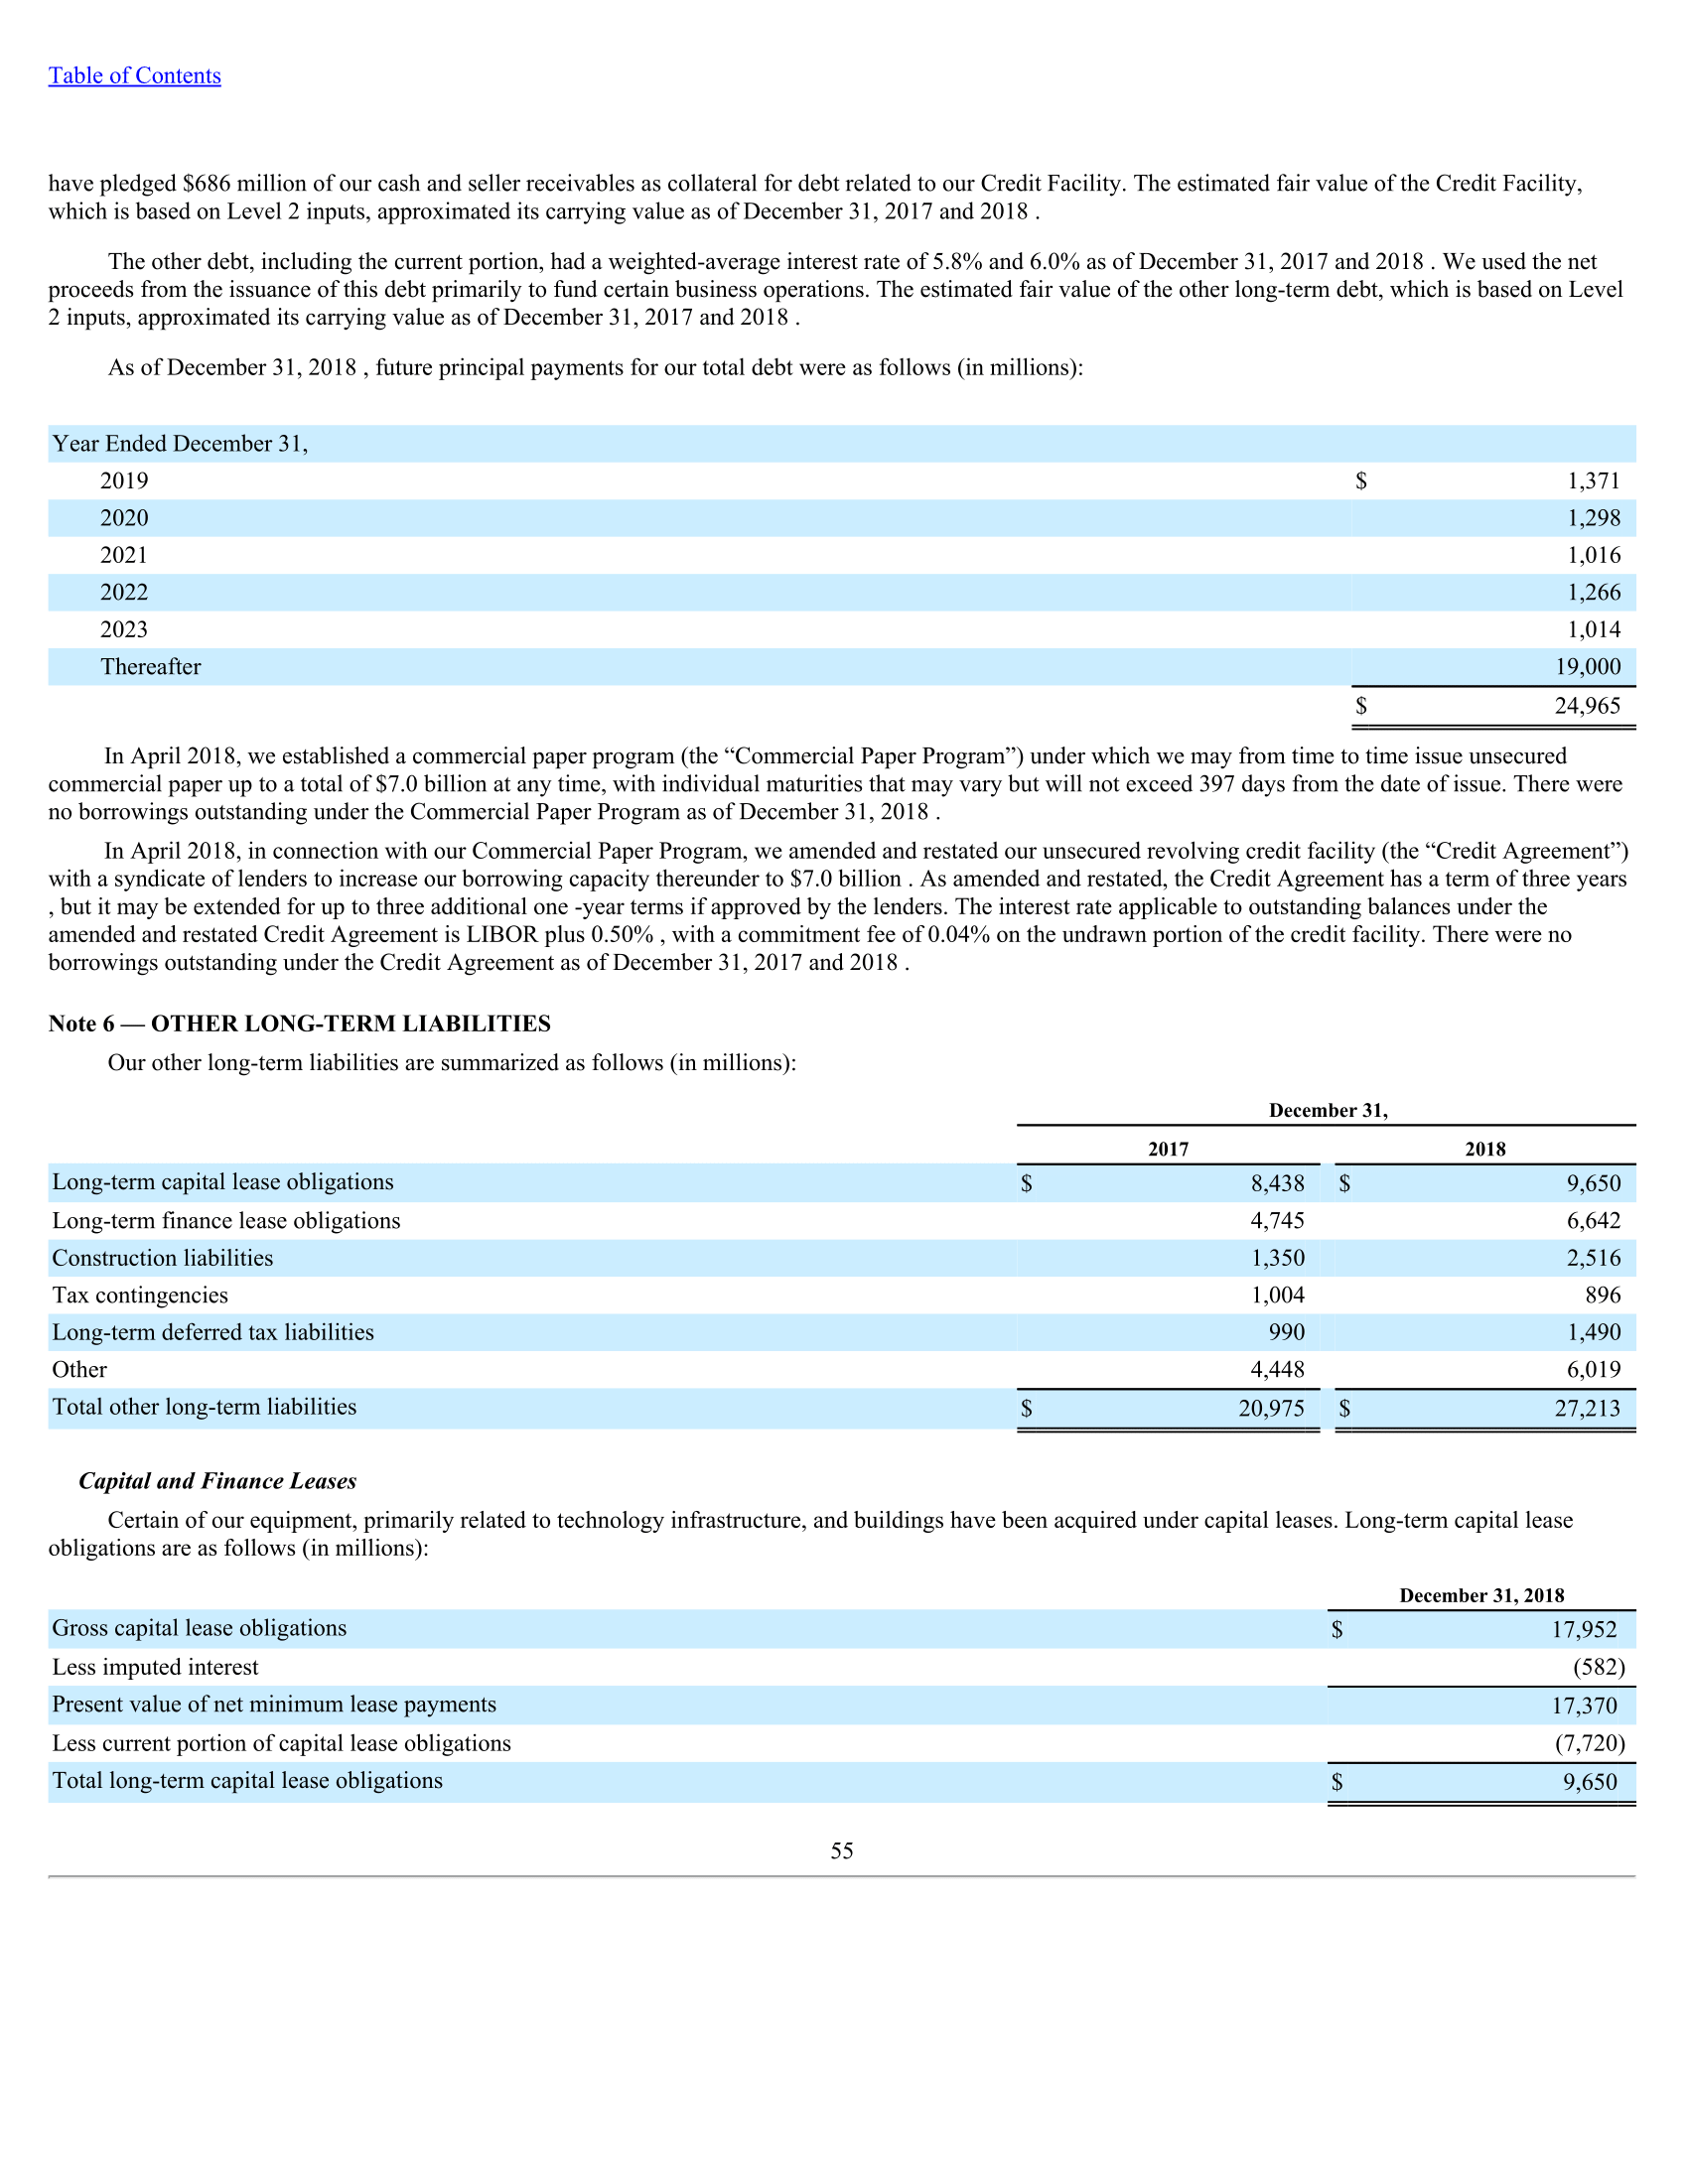 Table of Contents
have pledged $686 million of our cash and seller receivables as collateral for debt related to our Credit Facility. The estimated fair value of the Credit Facility,
which is based on Level 2 inputs, approximated its carrying value as of December 31, 2017 and 2018 .
The other debt, including the current portion, had a weighted-average interest rate of 5.8% and 6.0% as of December 31, 2017 and 2018 . We used the net
proceeds from the issuance of this debt primarily to fund certain business operations. The estimated fair value of the other long-term debt, which is based on Level
2 inputs, approximated its carrying value as of December 31, 2017 and 2018 .
As of December 31, 2018 , future principal payments for our total debt were as follows (in millions):
Year Ended December 31,
2019 $ 1,371
2020 1,298
2021 1,016
2022 1,266
2023 1,014
Thereafter 19,000
$ 24,965
In April 2018, we established a commercial paper program (the “Commercial Paper Program”) under which we may from time to time issue unsecured
commercial paper up to a total of $7.0 billion at any time, with individual maturities that may vary but will not exceed 397 days from the date of issue. There were
no borrowings outstanding under the Commercial Paper Program as of December 31, 2018 .
In April 2018, in connection with our Commercial Paper Program, we amended and restated our unsecured revolving credit facility (the “Credit Agreement”)
with a syndicate of lenders to increase our borrowing capacity thereunder to $7.0 billion . As amended and restated, the Credit Agreement has a term of three years
, but it may be extended for up to three additional one -year terms if approved by the lenders. The interest rate applicable to outstanding balances under the
amended and restated Credit Agreement is LIBOR plus 0.50% , with a commitment fee of 0.04% on the undrawn portion of the credit facility. There were no
borrowings outstanding under the Credit Agreement as of December 31, 2017 and 2018 .
Note 6 — OTHER LONG-TERM LIABILITIES
Our other long-term liabilities are summarized as follows (in millions):
December 31,
2017 2018
Long-term capital lease obligations $ 8,438 $ 9,650
Long-term finance lease obligations 4,745 6,642
Construction liabilities 1,350 2,516
Tax contingencies 1,004 896
Long-term deferred tax liabilities 990 1,490
Other 4,448 6,019
Total other long-term liabilities $ 20,975 $ 27,213
Capital and Finance Leases
Certain of our equipment, primarily related to technology infrastructure, and buildings have been acquired under capital leases. Long-term capital lease
obligations are as follows (in millions):
December 31, 2018
Gross capital lease obligations $ 17,952
Less imputed interest (582)
Present value of net minimum lease payments 17,370
Less current portion of capital lease obligations (7,720)
Total long-term capital lease obligations $ 9,650
55